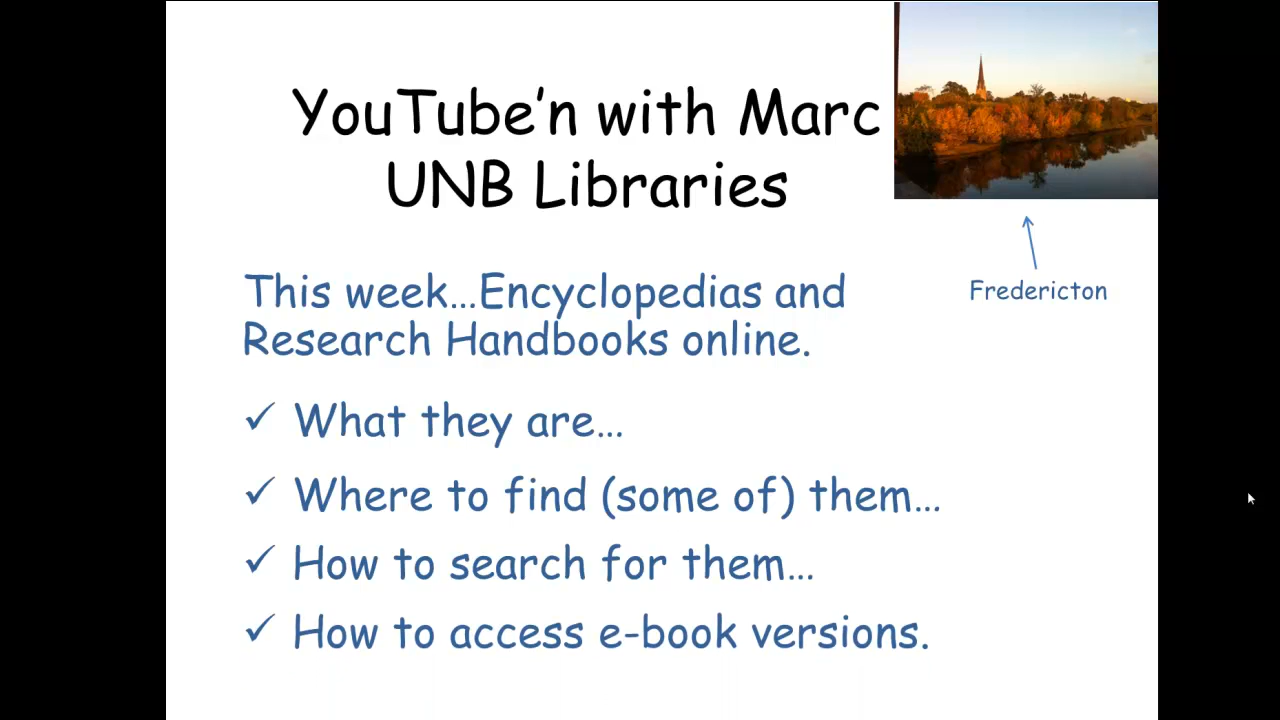 YouTube’n with Marc
UNB Libraries
This week…Encyclopedias and
Research Handbooks online.
Fredericton
✓ What they are…
✓ Where to find (some of) them…
✓ How to search for them…
✓ How to access e-book versions.